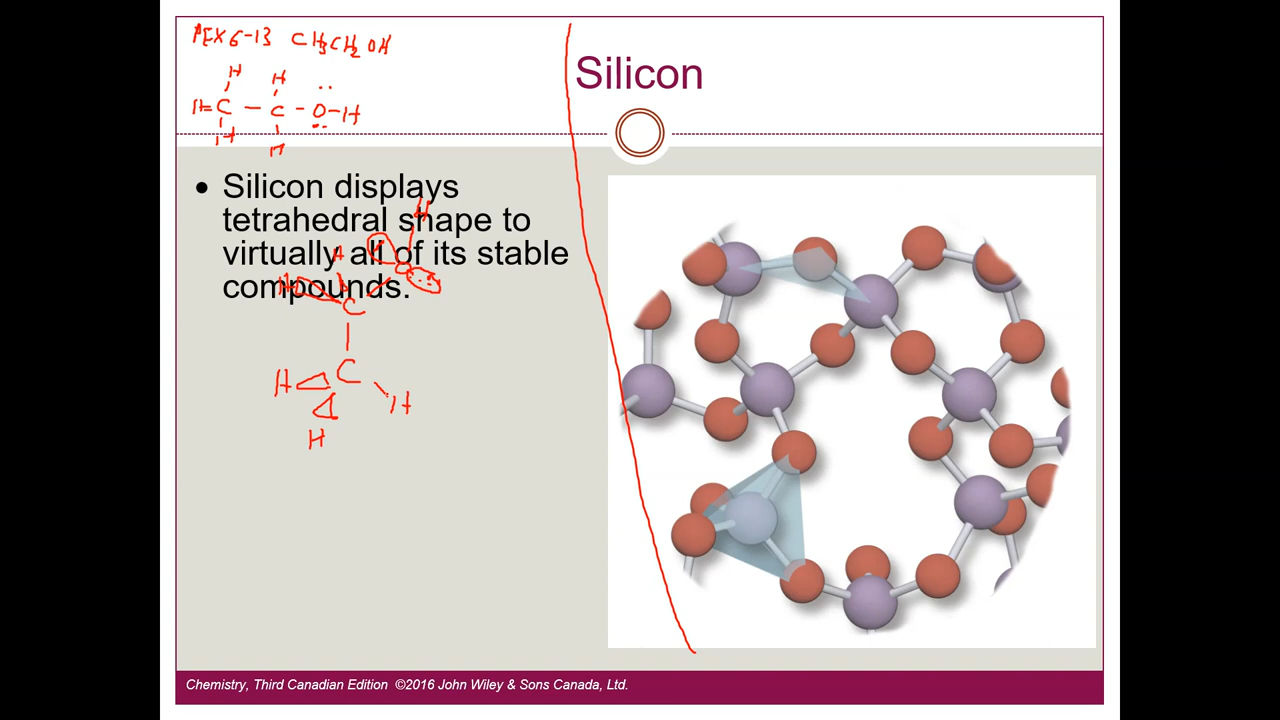 PEX 6-13 CH3CH2OH
Silicon
H H
H C C O H
H
H
• Silicon displays
tetrahedral shape to
virtually all of its stable
compounds.
H
H
H
O
C
C
H
H
H
Chemistry, Third Canadian Edition ©2016 John Wiley & Sons Canada, Ltd.